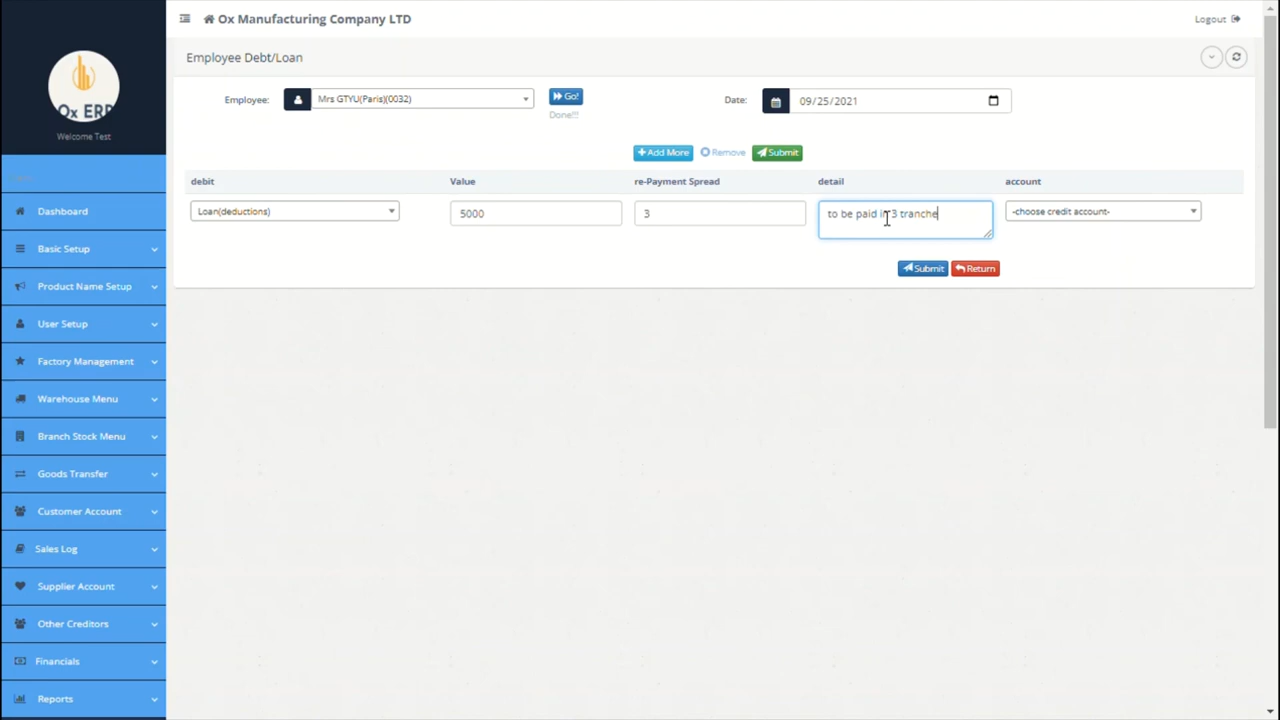 Ox Manufacturing Company LTD
Logout
Employee Debt/Loan
Ox ERP
Welcome Test
Employee:
Mrs GTYU(Paris)(0032)
Go!
Done!!!
Date:
09/25/2021
Add More
Remove
Submit
debit
Value
re-Payment Spread
detail
account
Loan(deductions)
5000
3
to be paid in 3 tranche
-choose credit account-
Submit
Return
Dashboard
Basic Setup
Product Name Setup
User Setup
Factory Management
Warehouse Menu
Branch Stock Menu
Goods Transfer
Customer Account
Sales Log
Supplier Account
Other Creditors
Financials
Reports